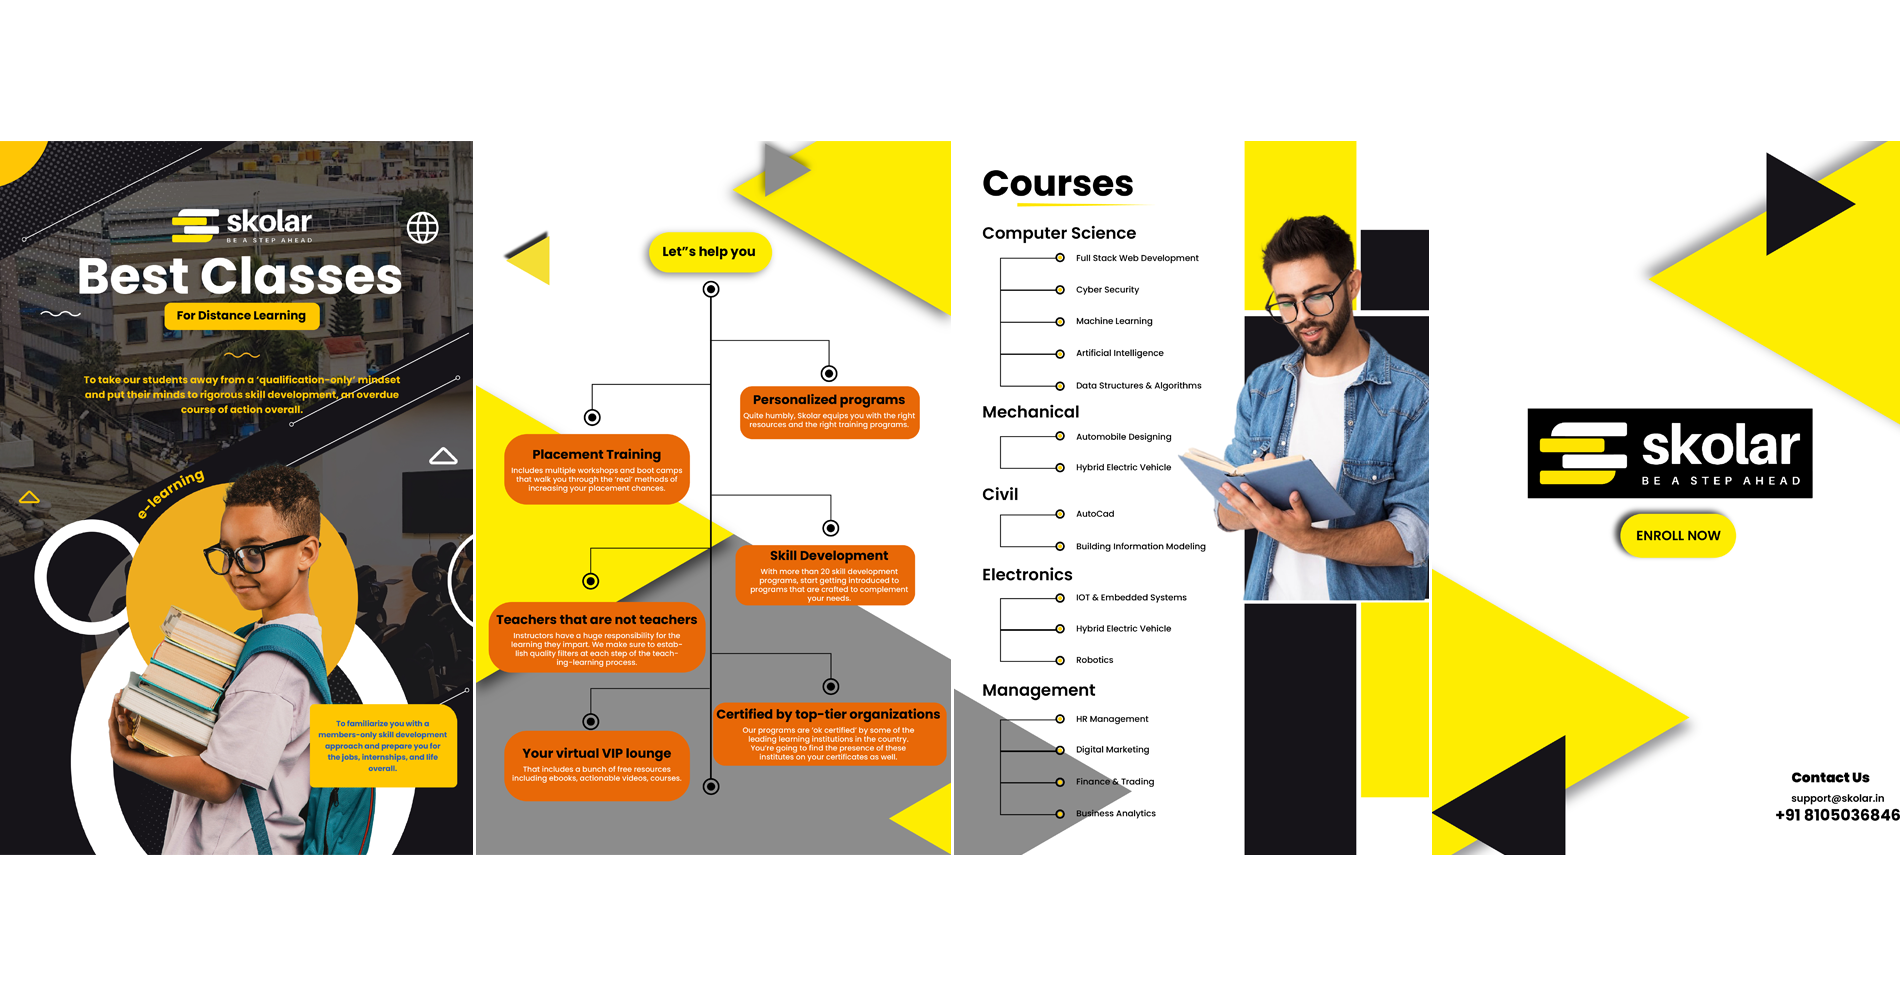 skolar
BE A STEP AHEAD
Best Classes
For Distance Learning
To take our students away from a ‘qualification-only’ mindset
and put their minds to rigorous skill development, an overdue
course of action overall.
e-learning
To familiarize you with a
members-only skill development
approach and prepare you for
the jobs, internships, and life
overall.
Let”s help you
Personalized programs
Quite humbly, Skolar equips you with the right
resources and the right training programs.
Placement Training
Includes multiple workshops and boot camps
that walk you through the ‘real’ methods of
increasing your placement chances.
Skill Development
With more than 20 skill development
programs, start getting introduced to
programs that are crafted to complement
your needs.
Teachers that are not teachers
Instructors have a huge responsibility for the
learning they impart. We make sure to estab-
lish quality filters at each step of the teach-
ing-learning process.
Certified by top-tier organizations
Our programs are ‘ok certified’ by some of the
leading learning institutions in the country.
You’re going to find the presence of these
institutes on your certificates as well.
Your virtual VIP lounge
That includes a bunch of free resources
including ebooks, actionable videos, courses.
Courses
Computer Science
Full Stack Web Development
Cyber Security
Machine Learning
Artificial Intelligence
Data Structures & Algorithms
Mechanical
Automobile Designing
Hybrid Electric Vehicle
Civil
AutoCad
Building Information Modeling
Electronics
IOT & Embedded Systems
Hybrid Electric Vehicle
Robotics
Management
HR Management
Digital Marketing
Finance & Trading
Business Analytics
skolar
BE A STEP AHEAD
ENROLL NOW
Contact Us
support@skolar.in
+91 8105036846